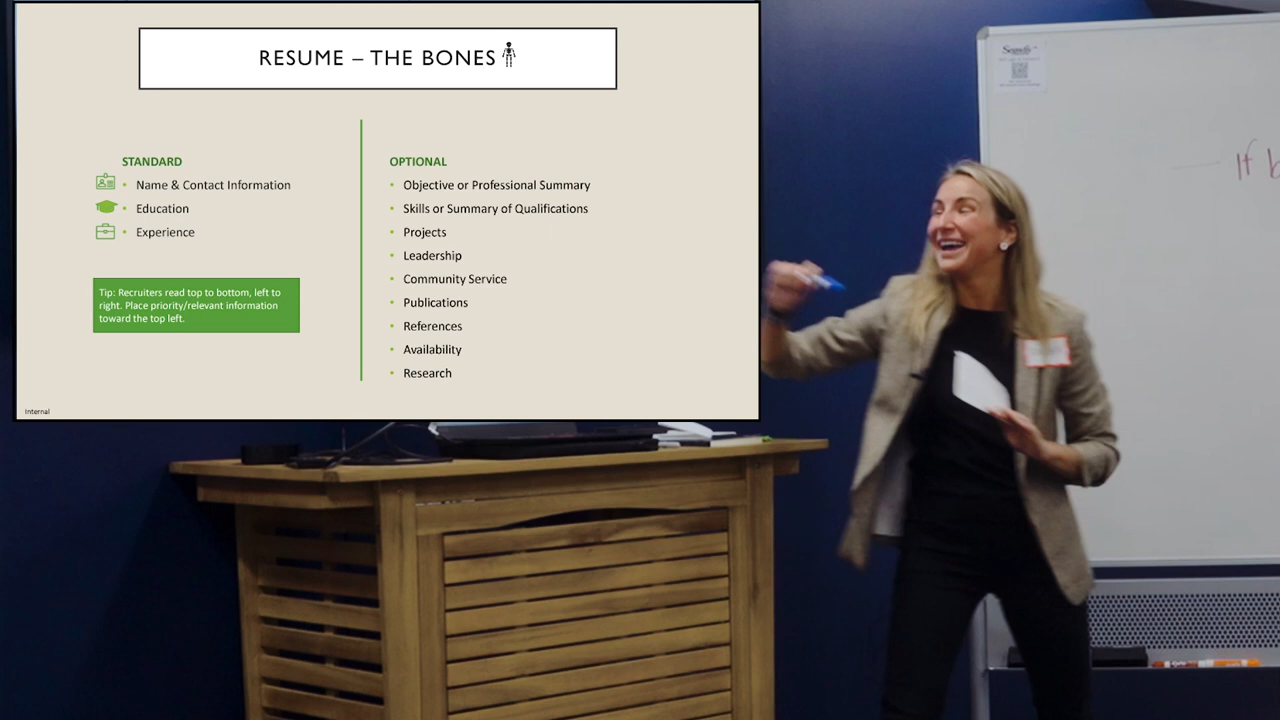 RESUME – THE BONES
STANDARD
• Name & Contact Information
• Education
• Experience
Tip: Recruiters read top to bottom, left to
right. Place priority/relevant information
toward the top left.
OPTIONAL
• Objective or Professional Summary
• Skills or Summary of Qualifications
• Projects
• Leadership
• Community Service
• Publications
• References
• Availability
• Research
Internal
If